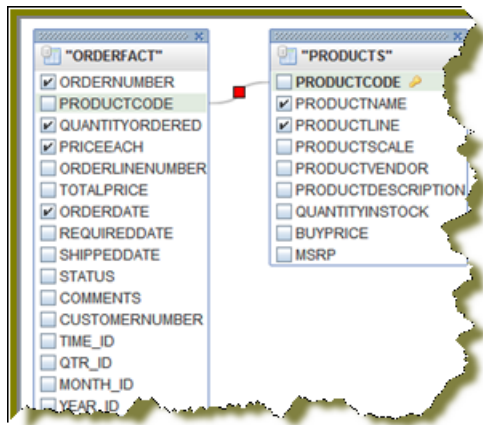 "ORDERFACT"
ORDERNUMBER
PRODUCTCODE
QUANTITYORDERED
PRICEEACH
ORDERLINENUMBER
TOTALPRICE
ORDERDATE
REQUIREDDATE
SHIPPEDDATE
STATUS
COMMENTS
CUSTOMERNUMBER
TIME_ID
QTR_ID
MONTH_ID
YEAR_ID
"PRODUCTS"
PRODUCTCODE
PRODUCTNAME
PRODUCTLINE
PRODUCTSCALE
PRODUCTVENDOR
PRODUCTDESCRIPTION
QUANTITYINSTOCK
BUYPRICE
MSRP